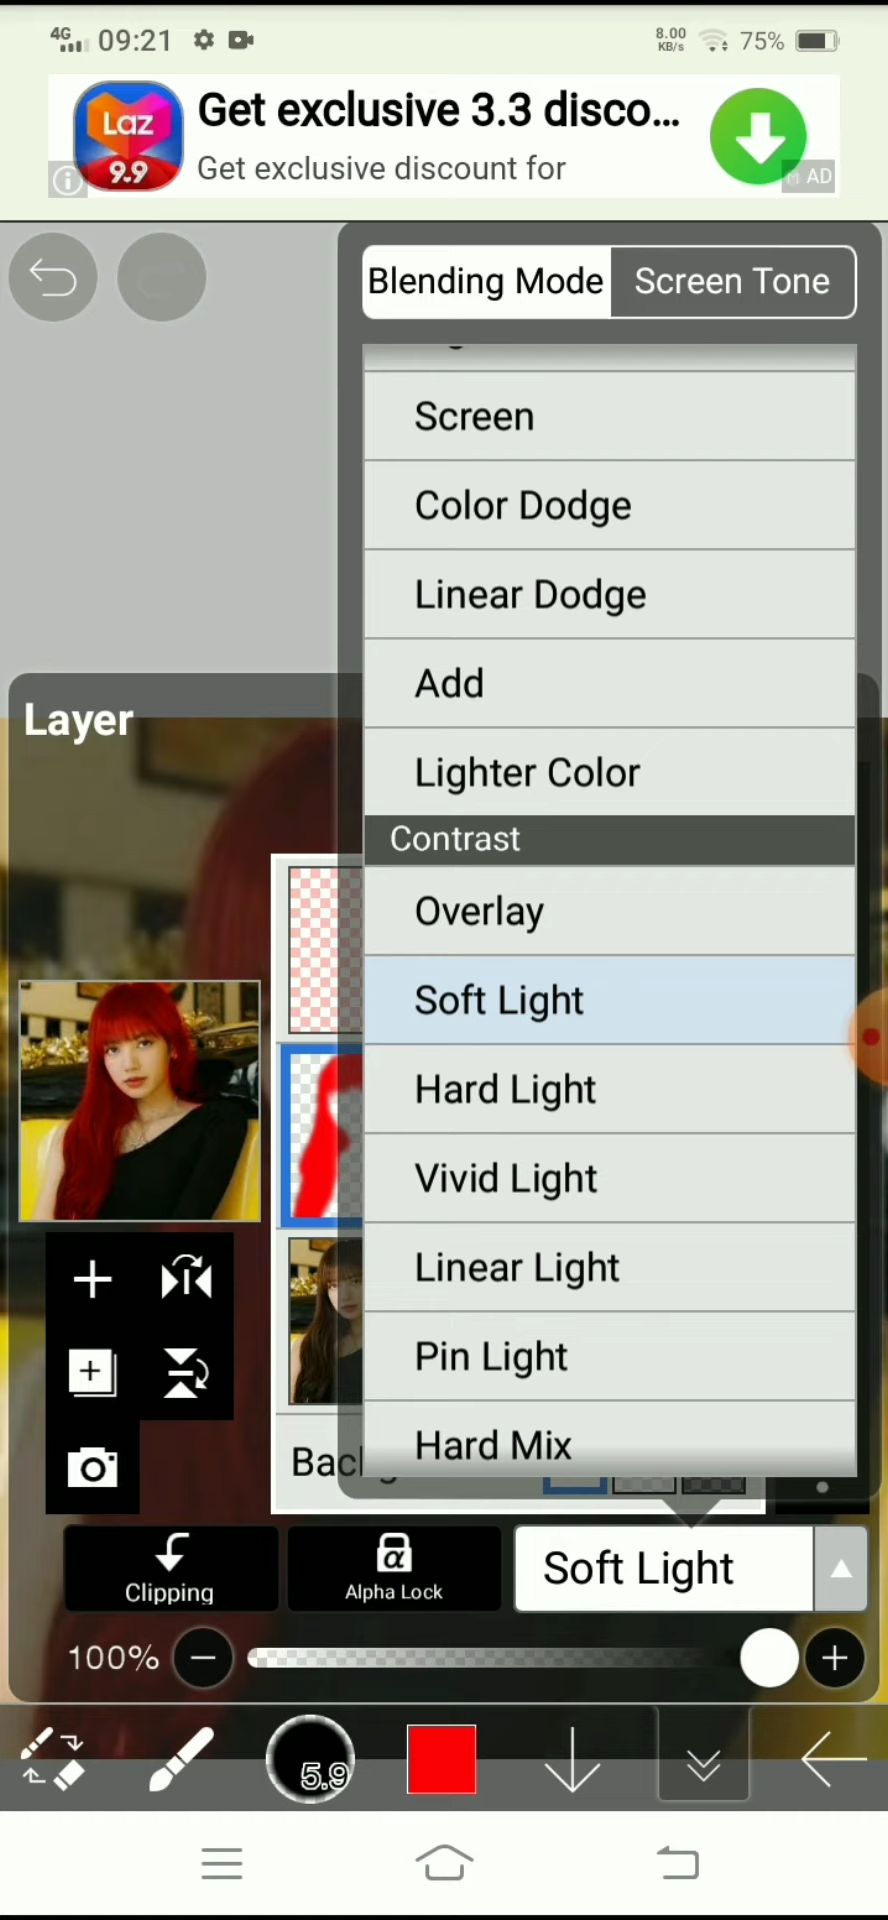 4G 09:21 8.00 KB/s 75%
Laz
9.9
Get exclusive 3.3 disco...
Get exclusive discount for
AD
Blending Mode Screen Tone
Screen
Color Dodge
Linear Dodge
Add
Lighter Color
Contrast
Overlay
Soft Light
Hard Light
Vivid Light
Linear Light
Pin Light
Hard Mix
Layer
Clipping
α
Alpha Lock
Soft Light
100%
5.9